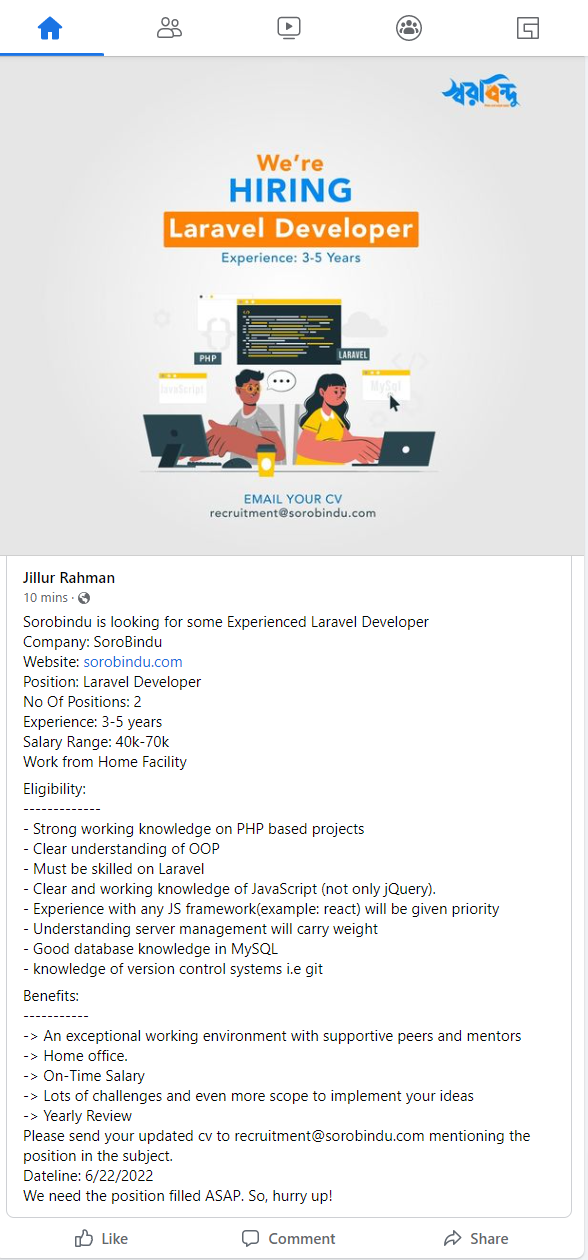 স্বরবিন্দু
We're
HIRING
Laravel Developer
Experience: 3-5 Years
PHP
LARAVEL
JavaScript
MySql
EMAIL YOUR CV
recruitment@sorobindu.com
Jillur Rahman
10 mins ·
Sorobindu is looking for some Experienced Laravel Developer
Company: SoroBindu
Website: sorobindu.com
Position: Laravel Developer
No Of Positions: 2
Experience: 3-5 years
Salary Range: 40k-70k
Work from Home Facility
Eligibility:
-------------
- Strong working knowledge on PHP based projects
- Clear understanding of OOP
- Must be skilled on Laravel
- Clear and working knowledge of JavaScript (not only jQuery).
- Experience with any JS framework(example: react) will be given priority
- Understanding server management will carry weight
- Good database knowledge in MySQL
- knowledge of version control systems i.e git
Benefits:
-----------
-> An exceptional working environment with supportive peers and mentors
-> Home office.
-> On-Time Salary
-> Lots of challenges and even more scope to implement your ideas
-> Yearly Review
Please send your updated cv to recruitment@sorobindu.com mentioning the
position in the subject.
Dateline: 6/22/2022
We need the position filled ASAP. So, hurry up!
Like
Comment
Share